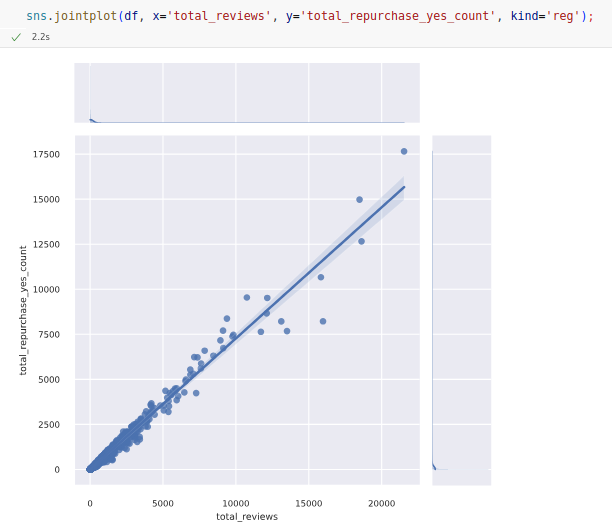 sns.jointplot(df, x='total_reviews', y='total_repurchase_yes_count', kind='reg');
2.2s
17500
15000
12500
10000
7500
5000
2500
0
total_repurchase_yes_count
0 5000 10000 15000 20000
total_reviews